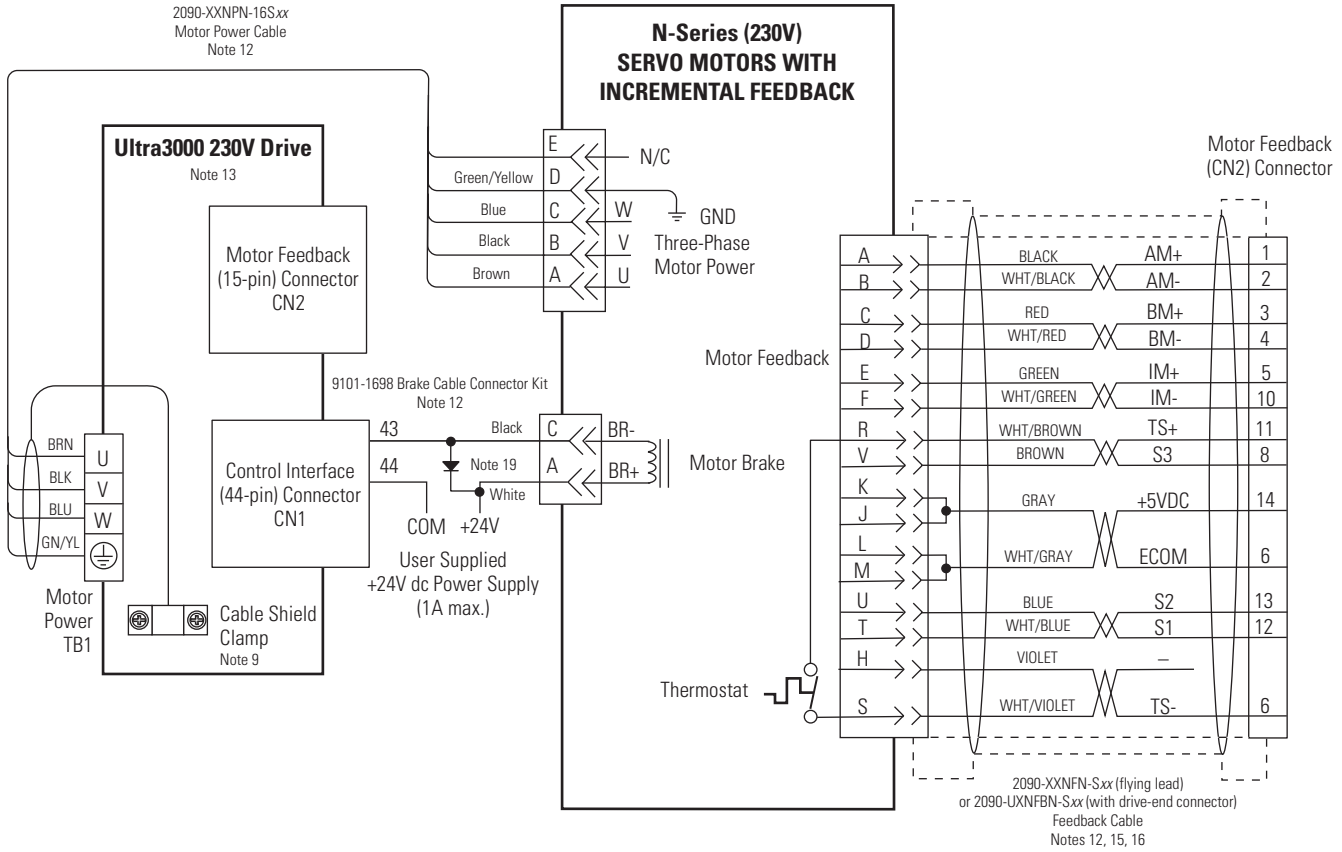 2090-XXNPN-16Sxx
Motor Power Cable
Note 12
N-Series (230V)
SERVO MOTORS WITH
INCREMENTAL FEEDBACK
Ultra3000 230V Drive
Note 13
Motor Feedback
(15-pin) Connector
CN2
Control Interface
(44-pin) Connector
CN1
BRN
BLK
BLU
GN/YL
U
V
W
Motor
Power
TB1
Cable Shield
Clamp
Note 9
E
N/C
Green/Yellow
D
GND
Blue
C
W
Black
B
V
Brown
A
U
Three-Phase
Motor Power
9101-1698 Brake Cable Connector Kit
Note 12
43
Black
C
BR-
44
Note 19
White
A
BR+
Motor Brake
COM +24V
User Supplied
+24V dc Power Supply
(1A max.)
Motor Feedback
Thermostat
Motor Feedback
(CN2) Connector
A BLACK AM+ 1
B WHT/BLACK AM- 2
C RED BM+ 3
D WHT/RED BM- 4
E GREEN IM+ 5
F WHT/GREEN IM- 10
R WHT/BROWN TS+ 11
V BROWN S3 8
K
GRAY +5VDC 14
J
L
WHT/GRAY ECOM 6
M
U BLUE S2 13
T WHT/BLUE S1 12
H VIOLET –
S WHT/VIOLET TS- 6
2090-XXNFN-Sxx (flying lead)
or 2090-UXNFBN-Sxx (with drive-end connector)
Feedback Cable
Notes 12, 15, 16